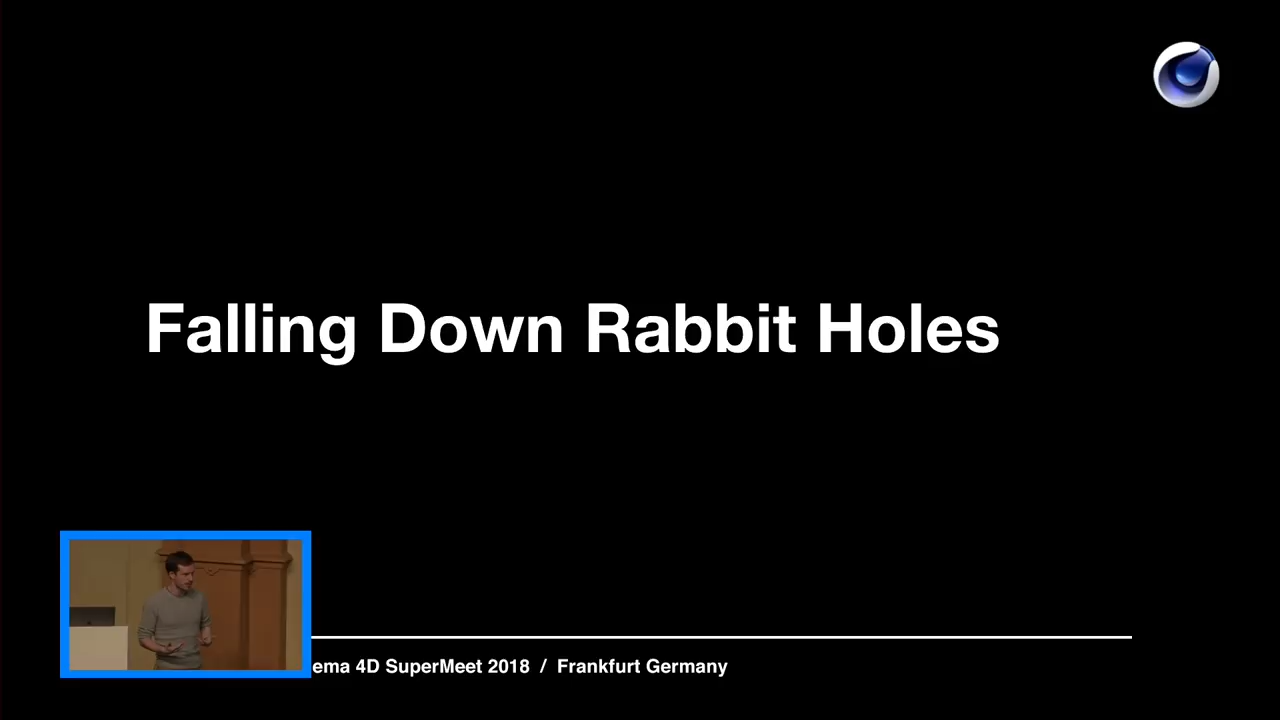 Falling Down Rabbit Holes
ema 4D SuperMeet 2018 / Frankfurt Germany